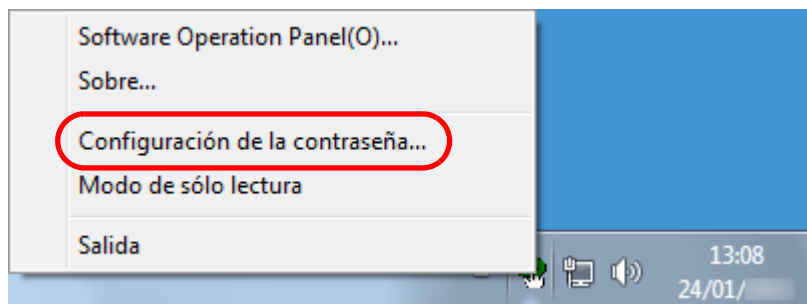 Software Operation Panel(O)...
Sobre...
Configuración de la contraseña...
Modo de sólo lectura
Salida
13:08
24/01/